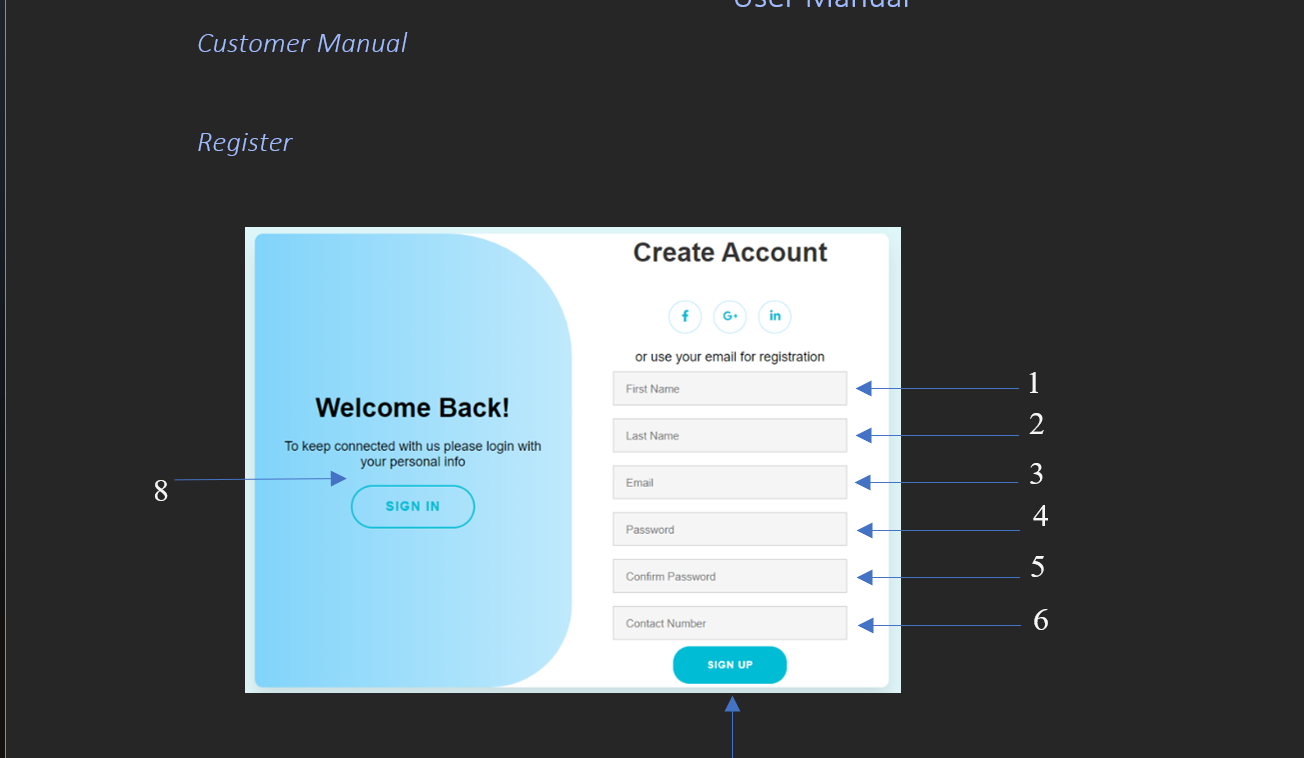 User Manual
Customer Manual
Register
Create Account
f G+ in
or use your email for registration
First Name
1
Last Name
2
Email
3
Password
4
Confirm Password
5
Contact Number
6
SIGN UP
Welcome Back!
To keep connected with us please login with
your personal info
8
SIGN IN